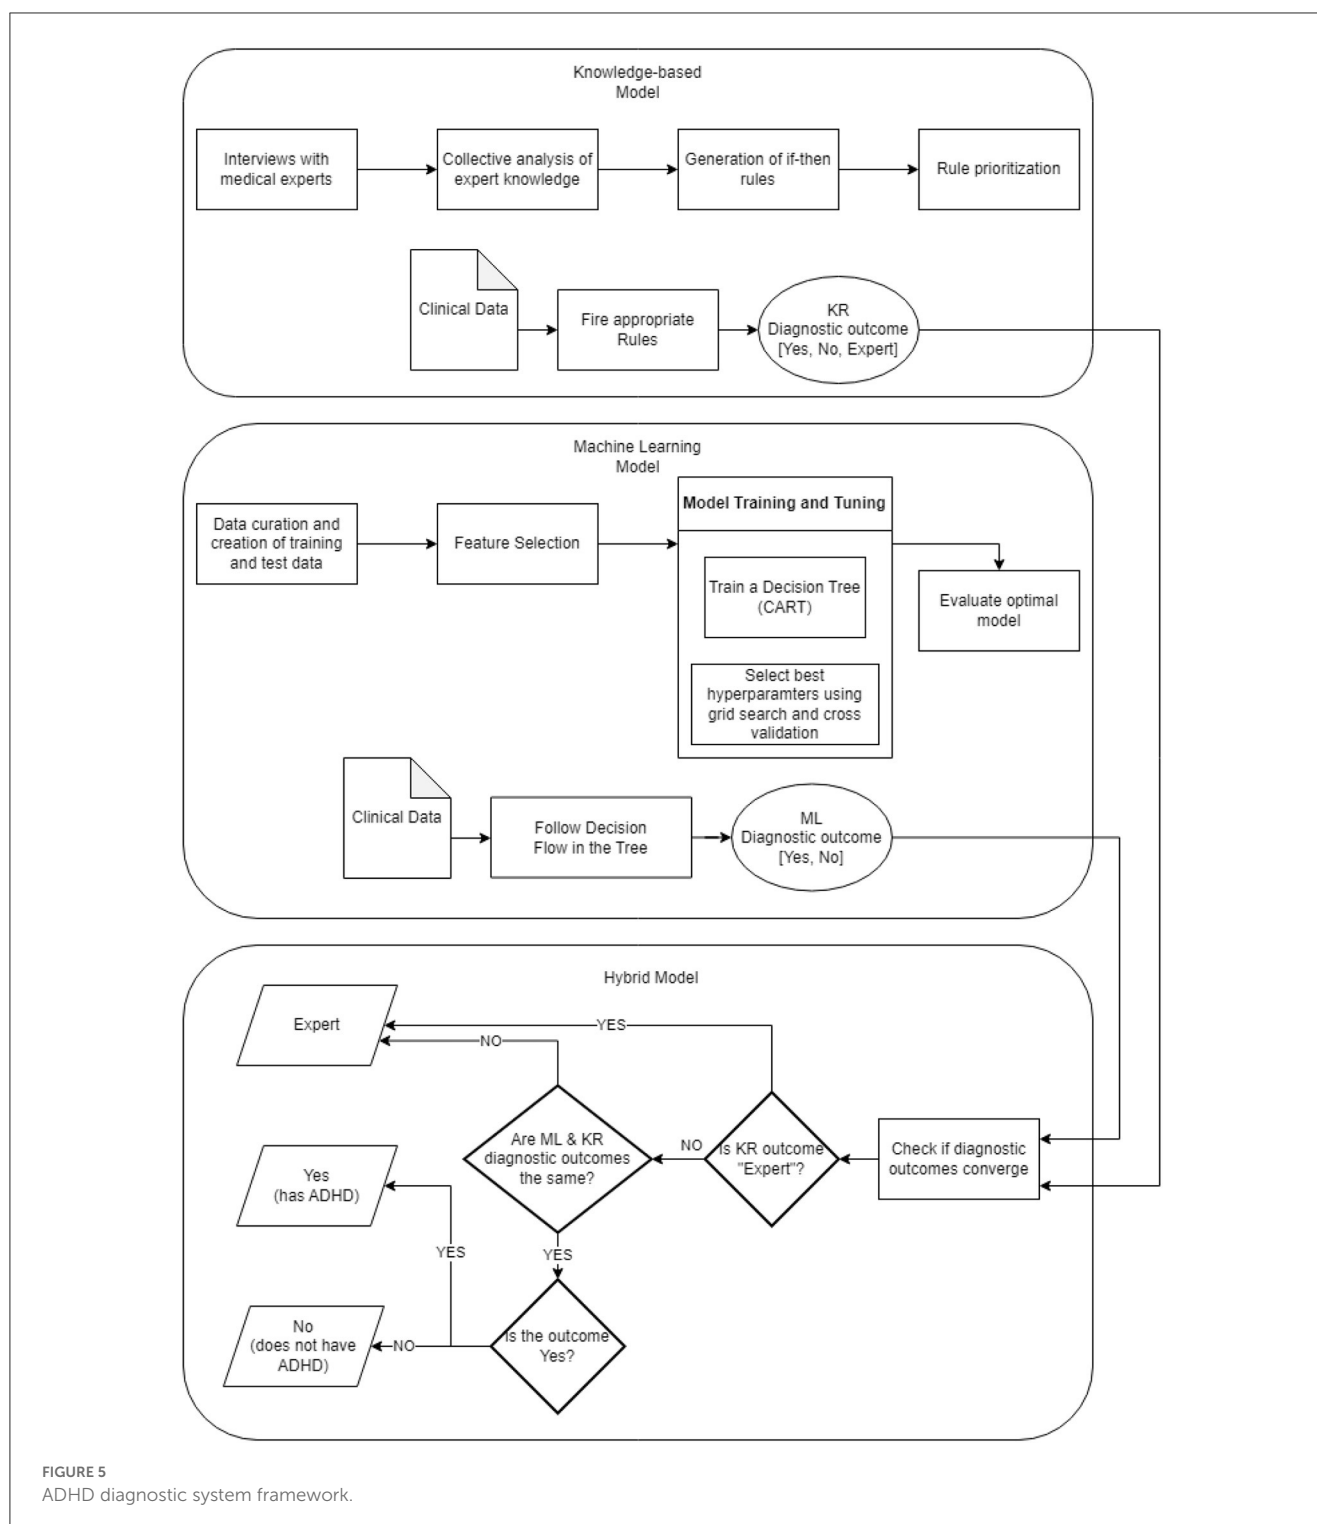 Knowledge-based
Model
Interviews with
medical experts
Collective analysis of
expert knowledge
Generation of if-then
rules
Rule prioritization
Clinical Data
Fire appropriate
Rules
KR
Diagnostic outcome
[Yes, No, Expert]
Machine Learning
Model
Data curation and
creation of training
and test data
Feature Selection
Model Training and Tuning
Train a Decision Tree
(CART)
Select best
hyperparamters using
grid search and cross
validation
Evaluate optimal
model
Clinical Data
Follow Decision
Flow in the Tree
ML
Diagnostic outcome
[Yes, No]
Hybrid Model
Expert
YES
NO
Are ML & KR
diagnostic outcomes
the same?
NO
Is KR outcome
"Expert"?
Check if diagnostic
outcomes converge
Yes
(has ADHD)
YES
YES
No
(does not have
ADHD)
NO
Is the outcome
Yes?
FIGURE 5
ADHD diagnostic system framework.